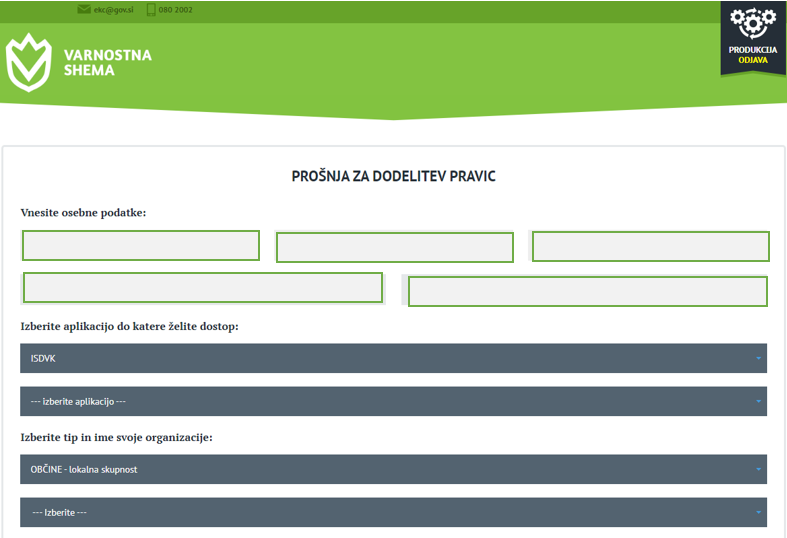 ekc@gov.si 080 2002
VARNOSTNA
SHEMA
PRODUKCIJA
ODJAVA
PROŠNJA ZA DODELITEV PRAVIC
Vnesite osebne podatke:
Izberite aplikacijo do katere želite dostop:
ISDVK
--- izberite aplikacijo ---
Izberite tip in ime svoje organizacije:
OBČINE - lokalna skupnost
--- Izberite ---